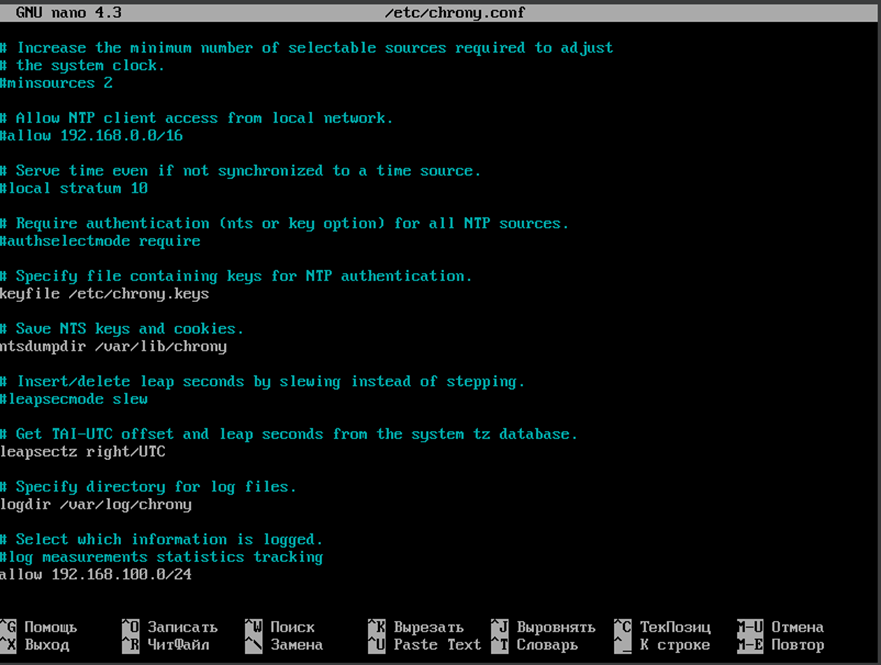 GNU nano 4.3 /etc/chrony.conf
# Increase the minimum number of selectable sources required to adjust
# the system clock.
#minsources 2
# Allow NTP client access from local network.
#allow 192.168.0.0/16
# Serve time even if not synchronized to a time source.
#local stratum 10
# Require authentication (nts or key option) for all NTP sources.
#authselectmode require
# Specify file containing keys for NTP authentication.
keyfile /etc/chrony.keys
# Save NTS keys and cookies.
ntsdumpdir /var/lib/chrony
# Insert/delete leap seconds by slewing instead of stepping.
#leapsecmode slew
# Get TAI-UTC offset and leap seconds from the system tz database.
leapsectz right/UTC
# Specify directory for log files.
logdir /var/log/chrony
# Select which information is logged.
#log measurements statistics tracking
allow 192.168.100.0/24
^G Помощь ^O Записать ^W Поиск ^K Вырезать ^J Выровнять ^C ТекПозиц M-U Отмена
^X Выход ^R ЧитФайл ^\ Замена ^U Paste Text ^T Словарь ^_ К строке M-E Повтор